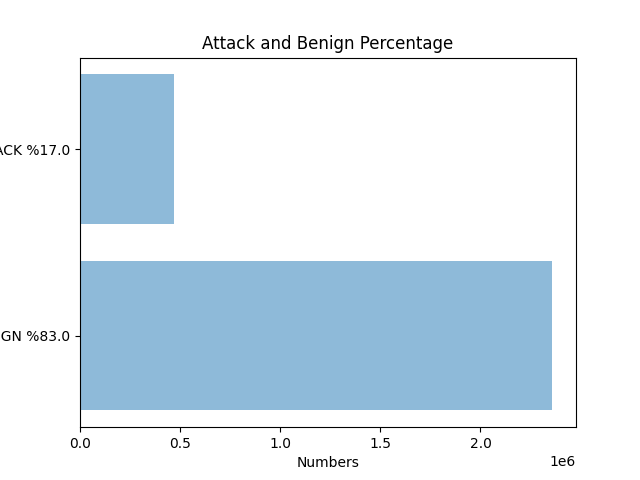 Attack and Benign Percentage
ACK %17.0
GN %83.0
0.0 0.5 1.0 1.5 2.0
1e6
Numbers